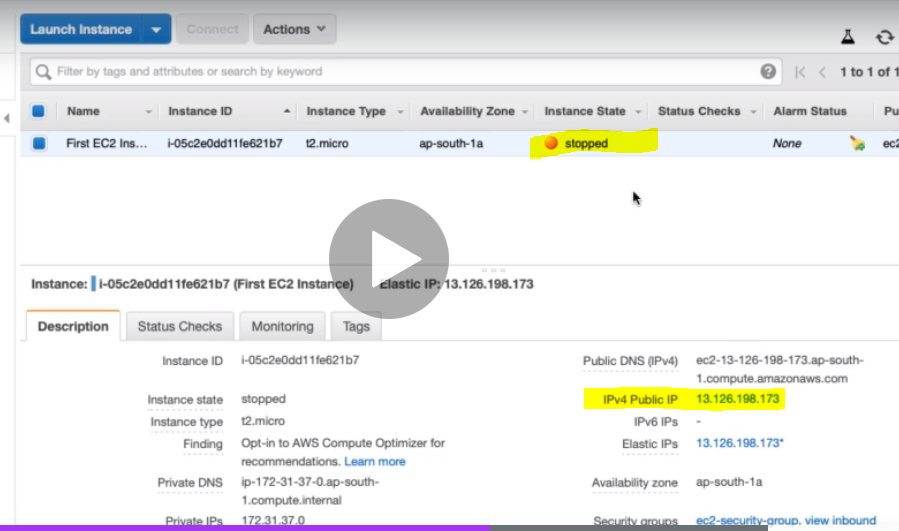 Launch Instance Connect Actions
Filter by tags and attributes or search by keyword 1 to 1 of 1
Name Instance ID Instance Type Availability Zone Instance State Status Checks Alarm Status Pu
First EC2 Ins... i-05c2e0dd11fe621b7 t2.micro ap-south-1a stopped None ec2
Instance: i-05c2e0dd11fe621b7 (First EC2 Instance) Elastic IP: 13.126.198.173
Description Status Checks Monitoring Tags
Instance ID i-05c2e0dd11fe621b7 Public DNS (IPv4) ec2-13-126-198-173.ap-south-
1.compute.amazonaws.com
Instance state stopped IPv4 Public IP 13.126.198.173
Instance type t2.micro IPv6 IPs -
Finding Opt-in to AWS Compute Optimizer for Elastic IPs 13.126.198.173*
recommendations. Learn more
Private DNS ip-172-31-37-0.ap-south- Availability zone ap-south-1a
1.compute.internal
Private IPs 172.31.37.0 Security groups ec2-security-group. view inbound